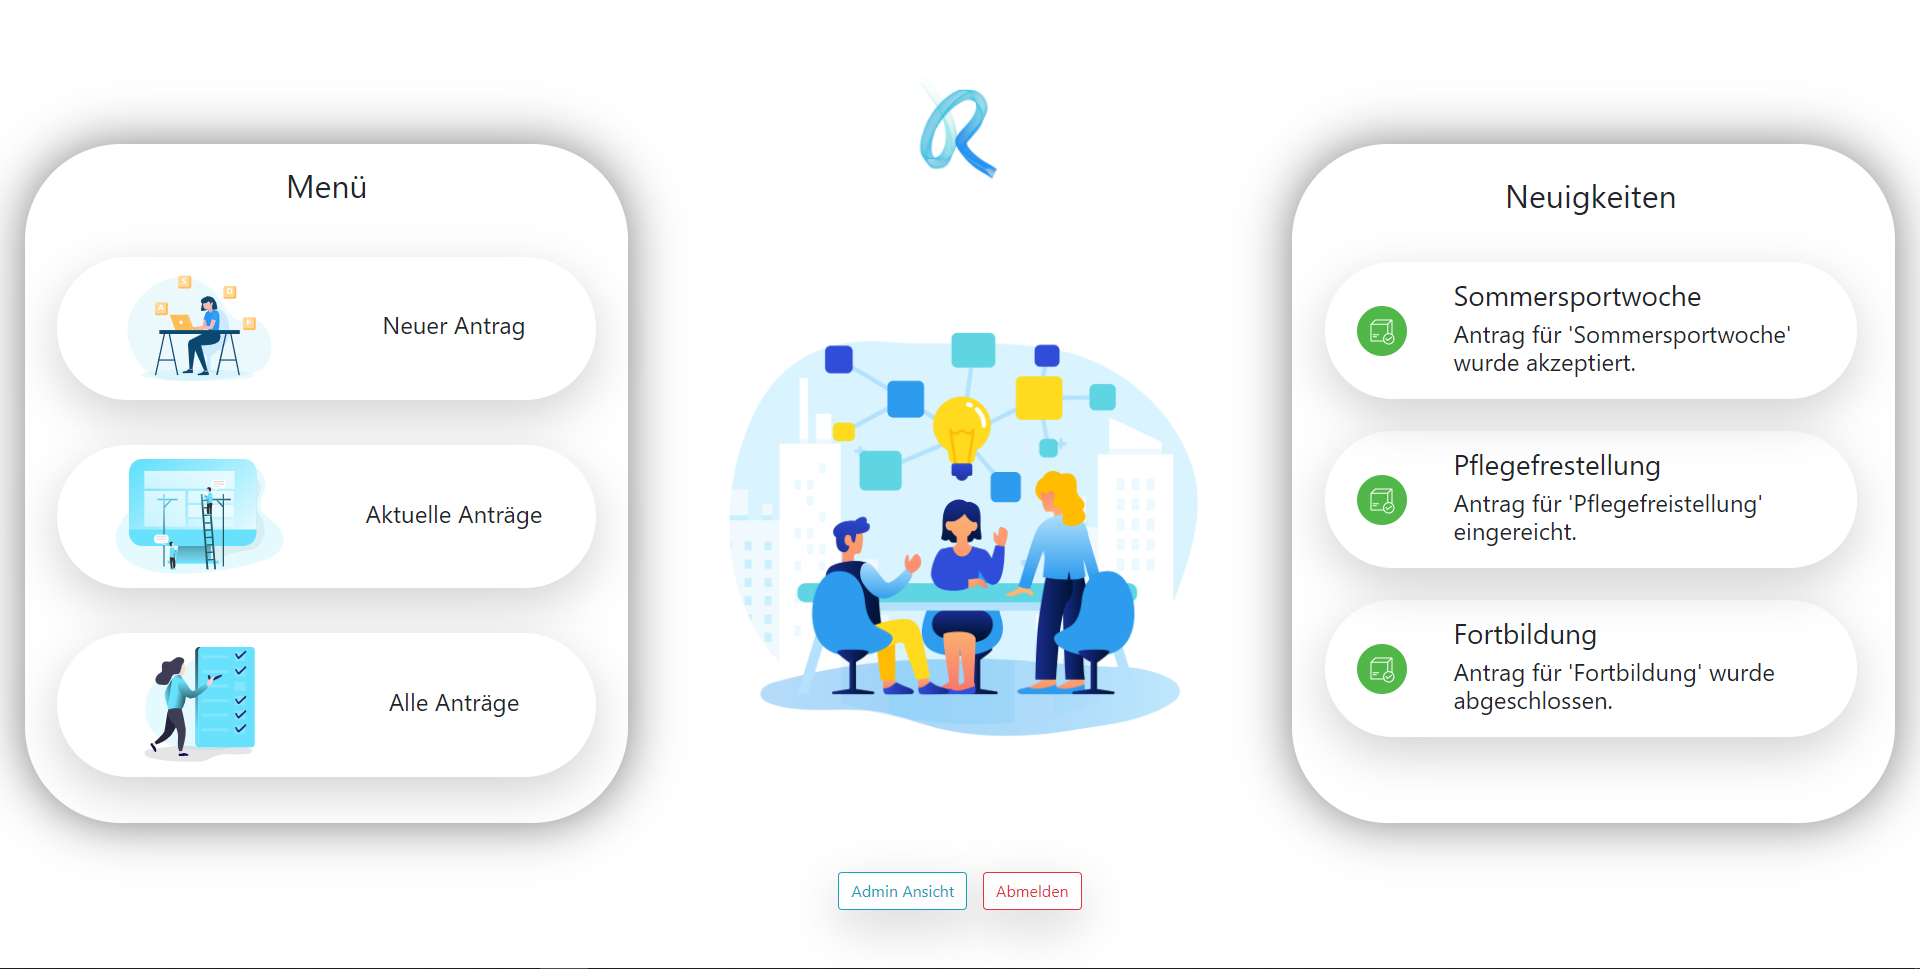 Menü
Neuer Antrag
Aktuelle Anträge
Alle Anträge
Neuigkeiten
Sommersportwoche
Antrag für 'Sommersportwoche'
wurde akzeptiert.
Pflegefrestellung
Antrag für 'Pflegefreistellung'
eingereicht.
Fortbildung
Antrag für 'Fortbildung' wurde
abgeschlossen.
Admin Ansicht
Abmelden